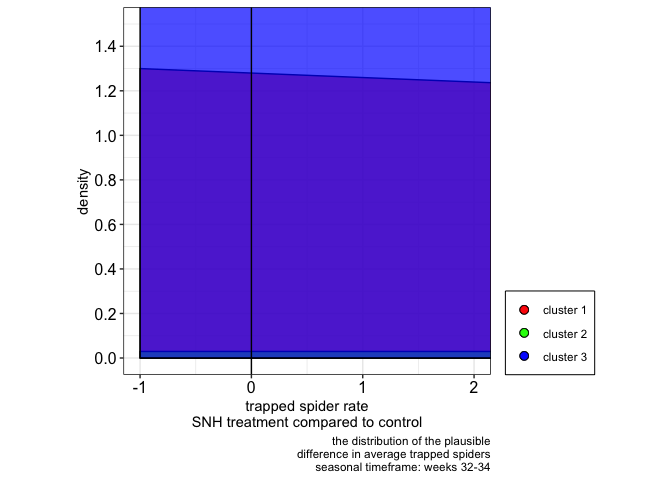 1.4
1.2
1.0
0.8
0.6
0.4
0.2
0.0
density
-1 0 1 2
trapped spider rate
SNH treatment compared to control
cluster 1
cluster 2
cluster 3
the distribution of the plausible
difference in average trapped spiders
seasonal timeframe: weeks 32-34